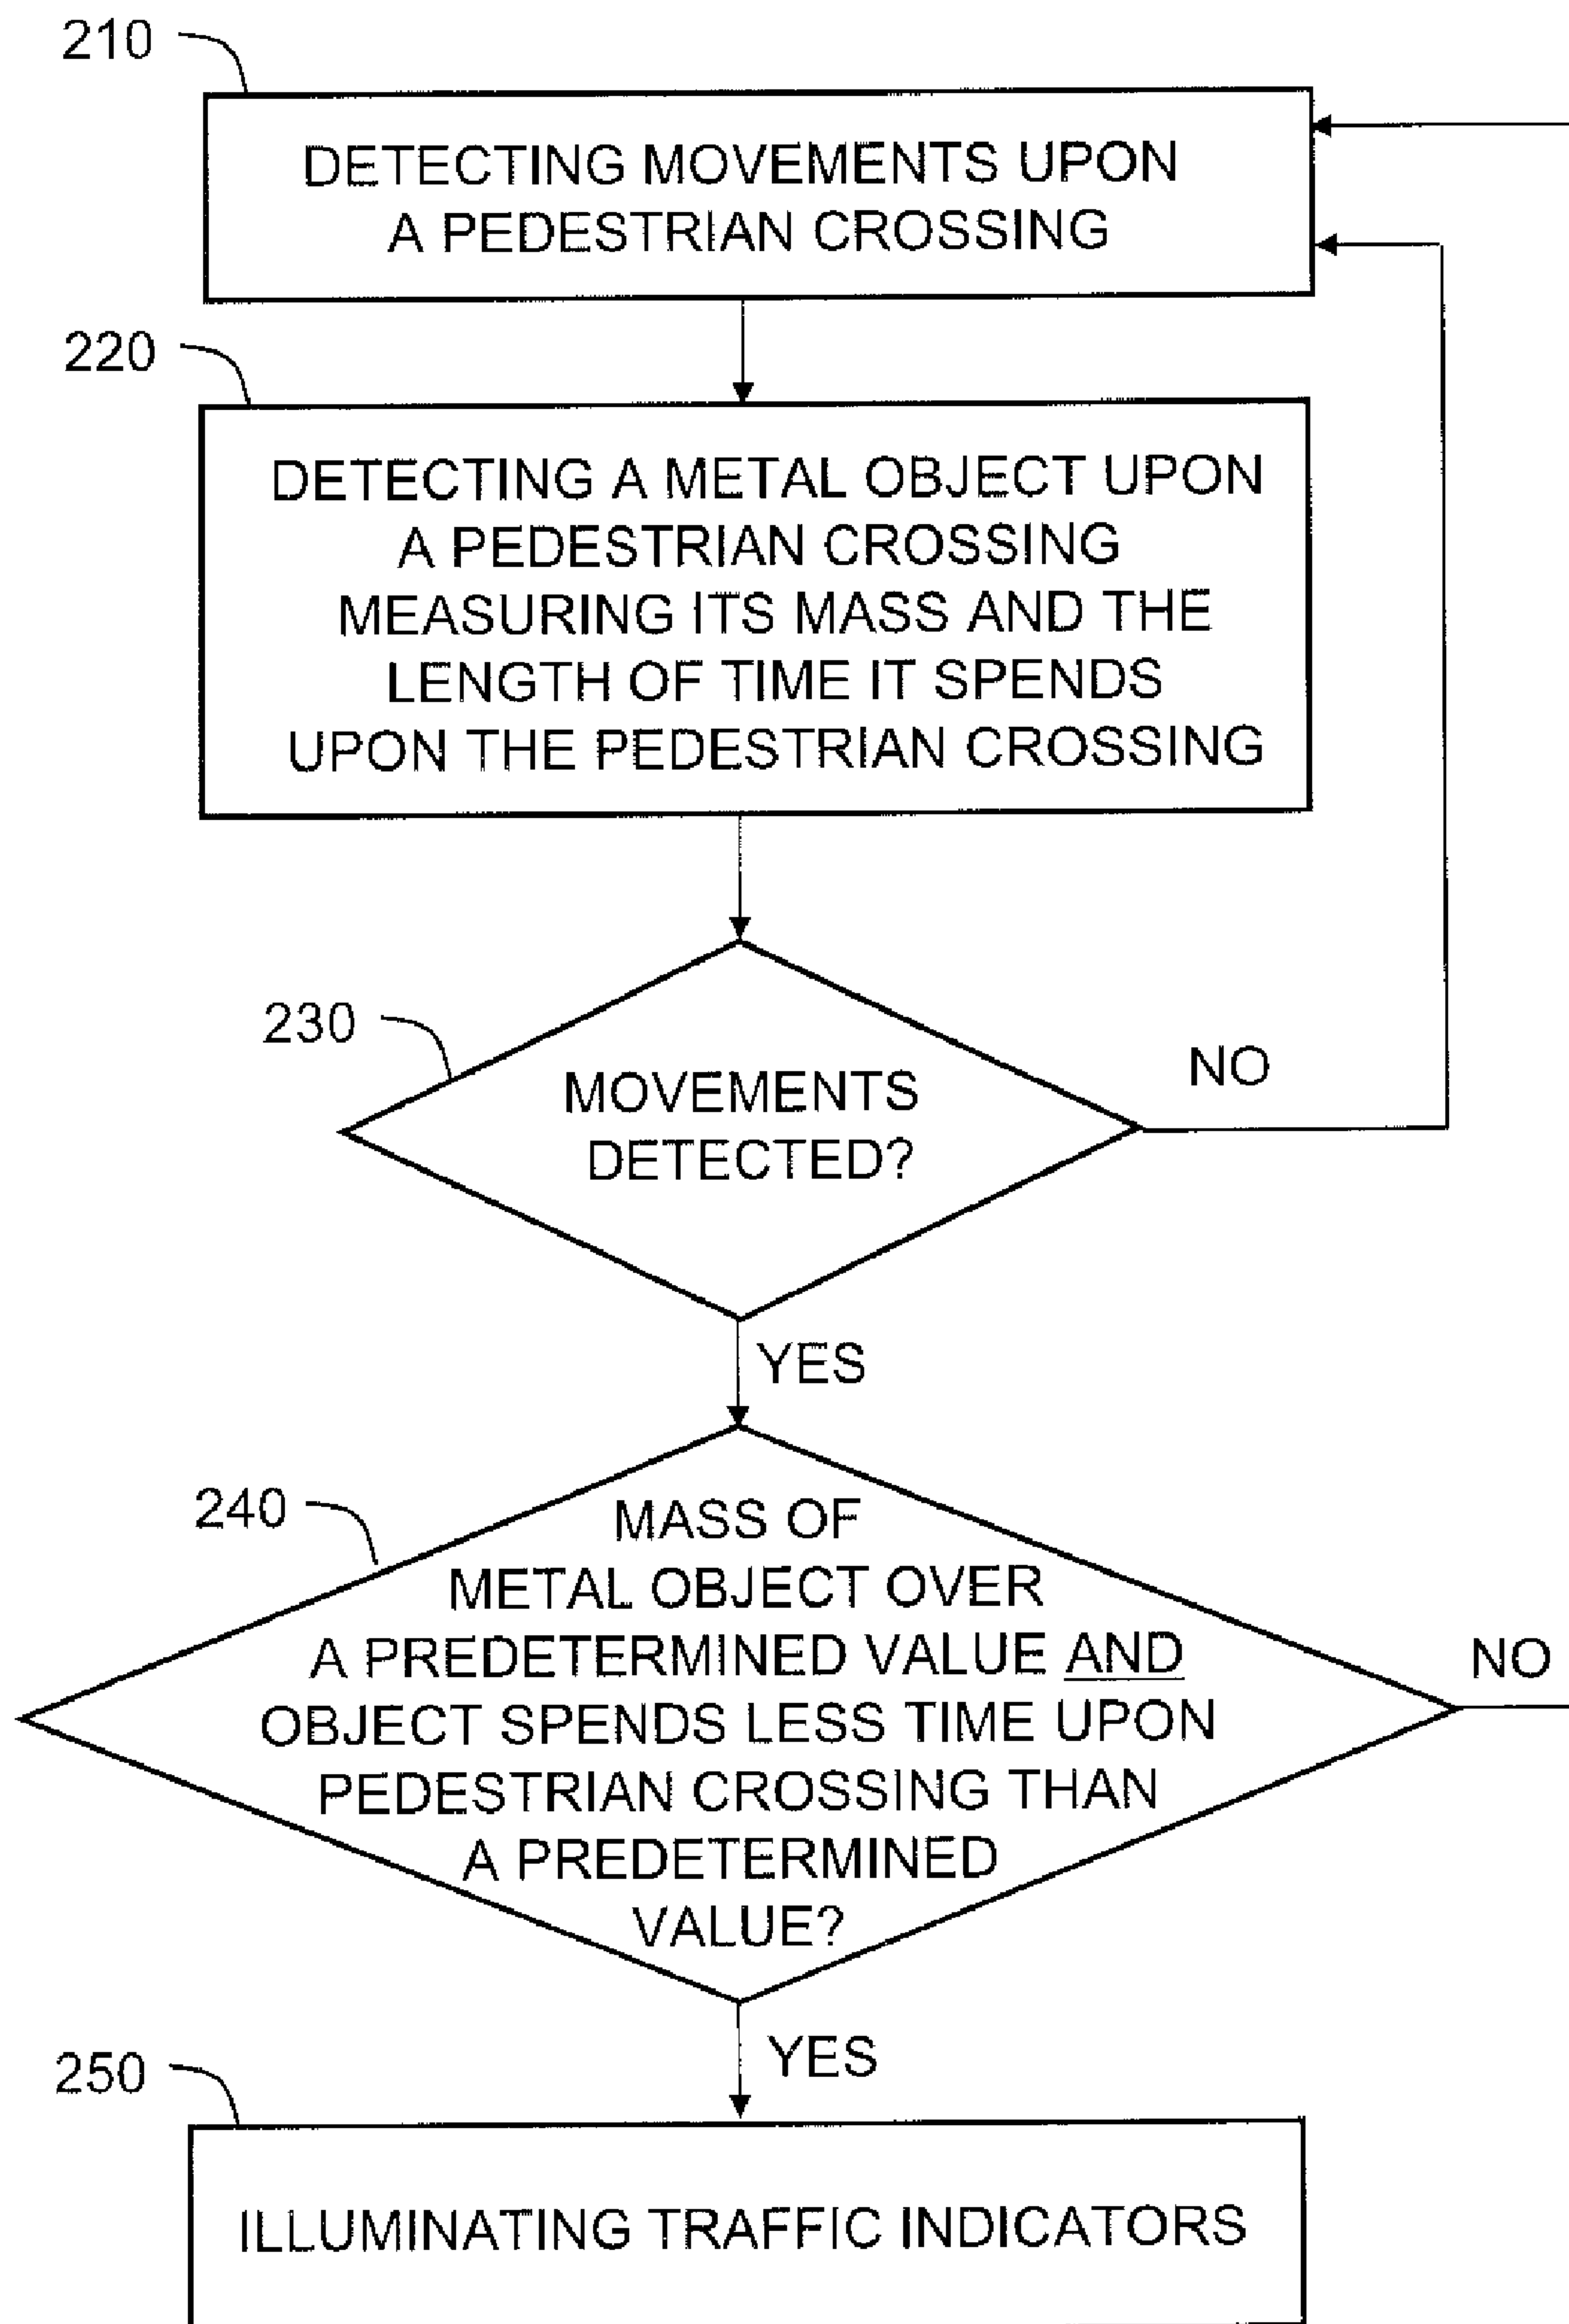 210
DETECTING MOVEMENTS UPON
A PEDESTRIAN CROSSING
220
DETECTING A METAL OBJECT UPON
A PEDESTRIAN CROSSING
MEASURING ITS MASS AND THE
LENGTH OF TIME IT SPENDS
UPON THE PEDESTRIAN CROSSING
230
MOVEMENTS
DETECTED?
NO
YES
240
MASS OF
METAL OBJECT OVER
A PREDETERMINED VALUE AND
OBJECT SPENDS LESS TIME UPON
PEDESTRIAN CROSSING THAN
A PREDETERMINED
VALUE?
NO
YES
250
ILLUMINATING TRAFFIC INDICATORS